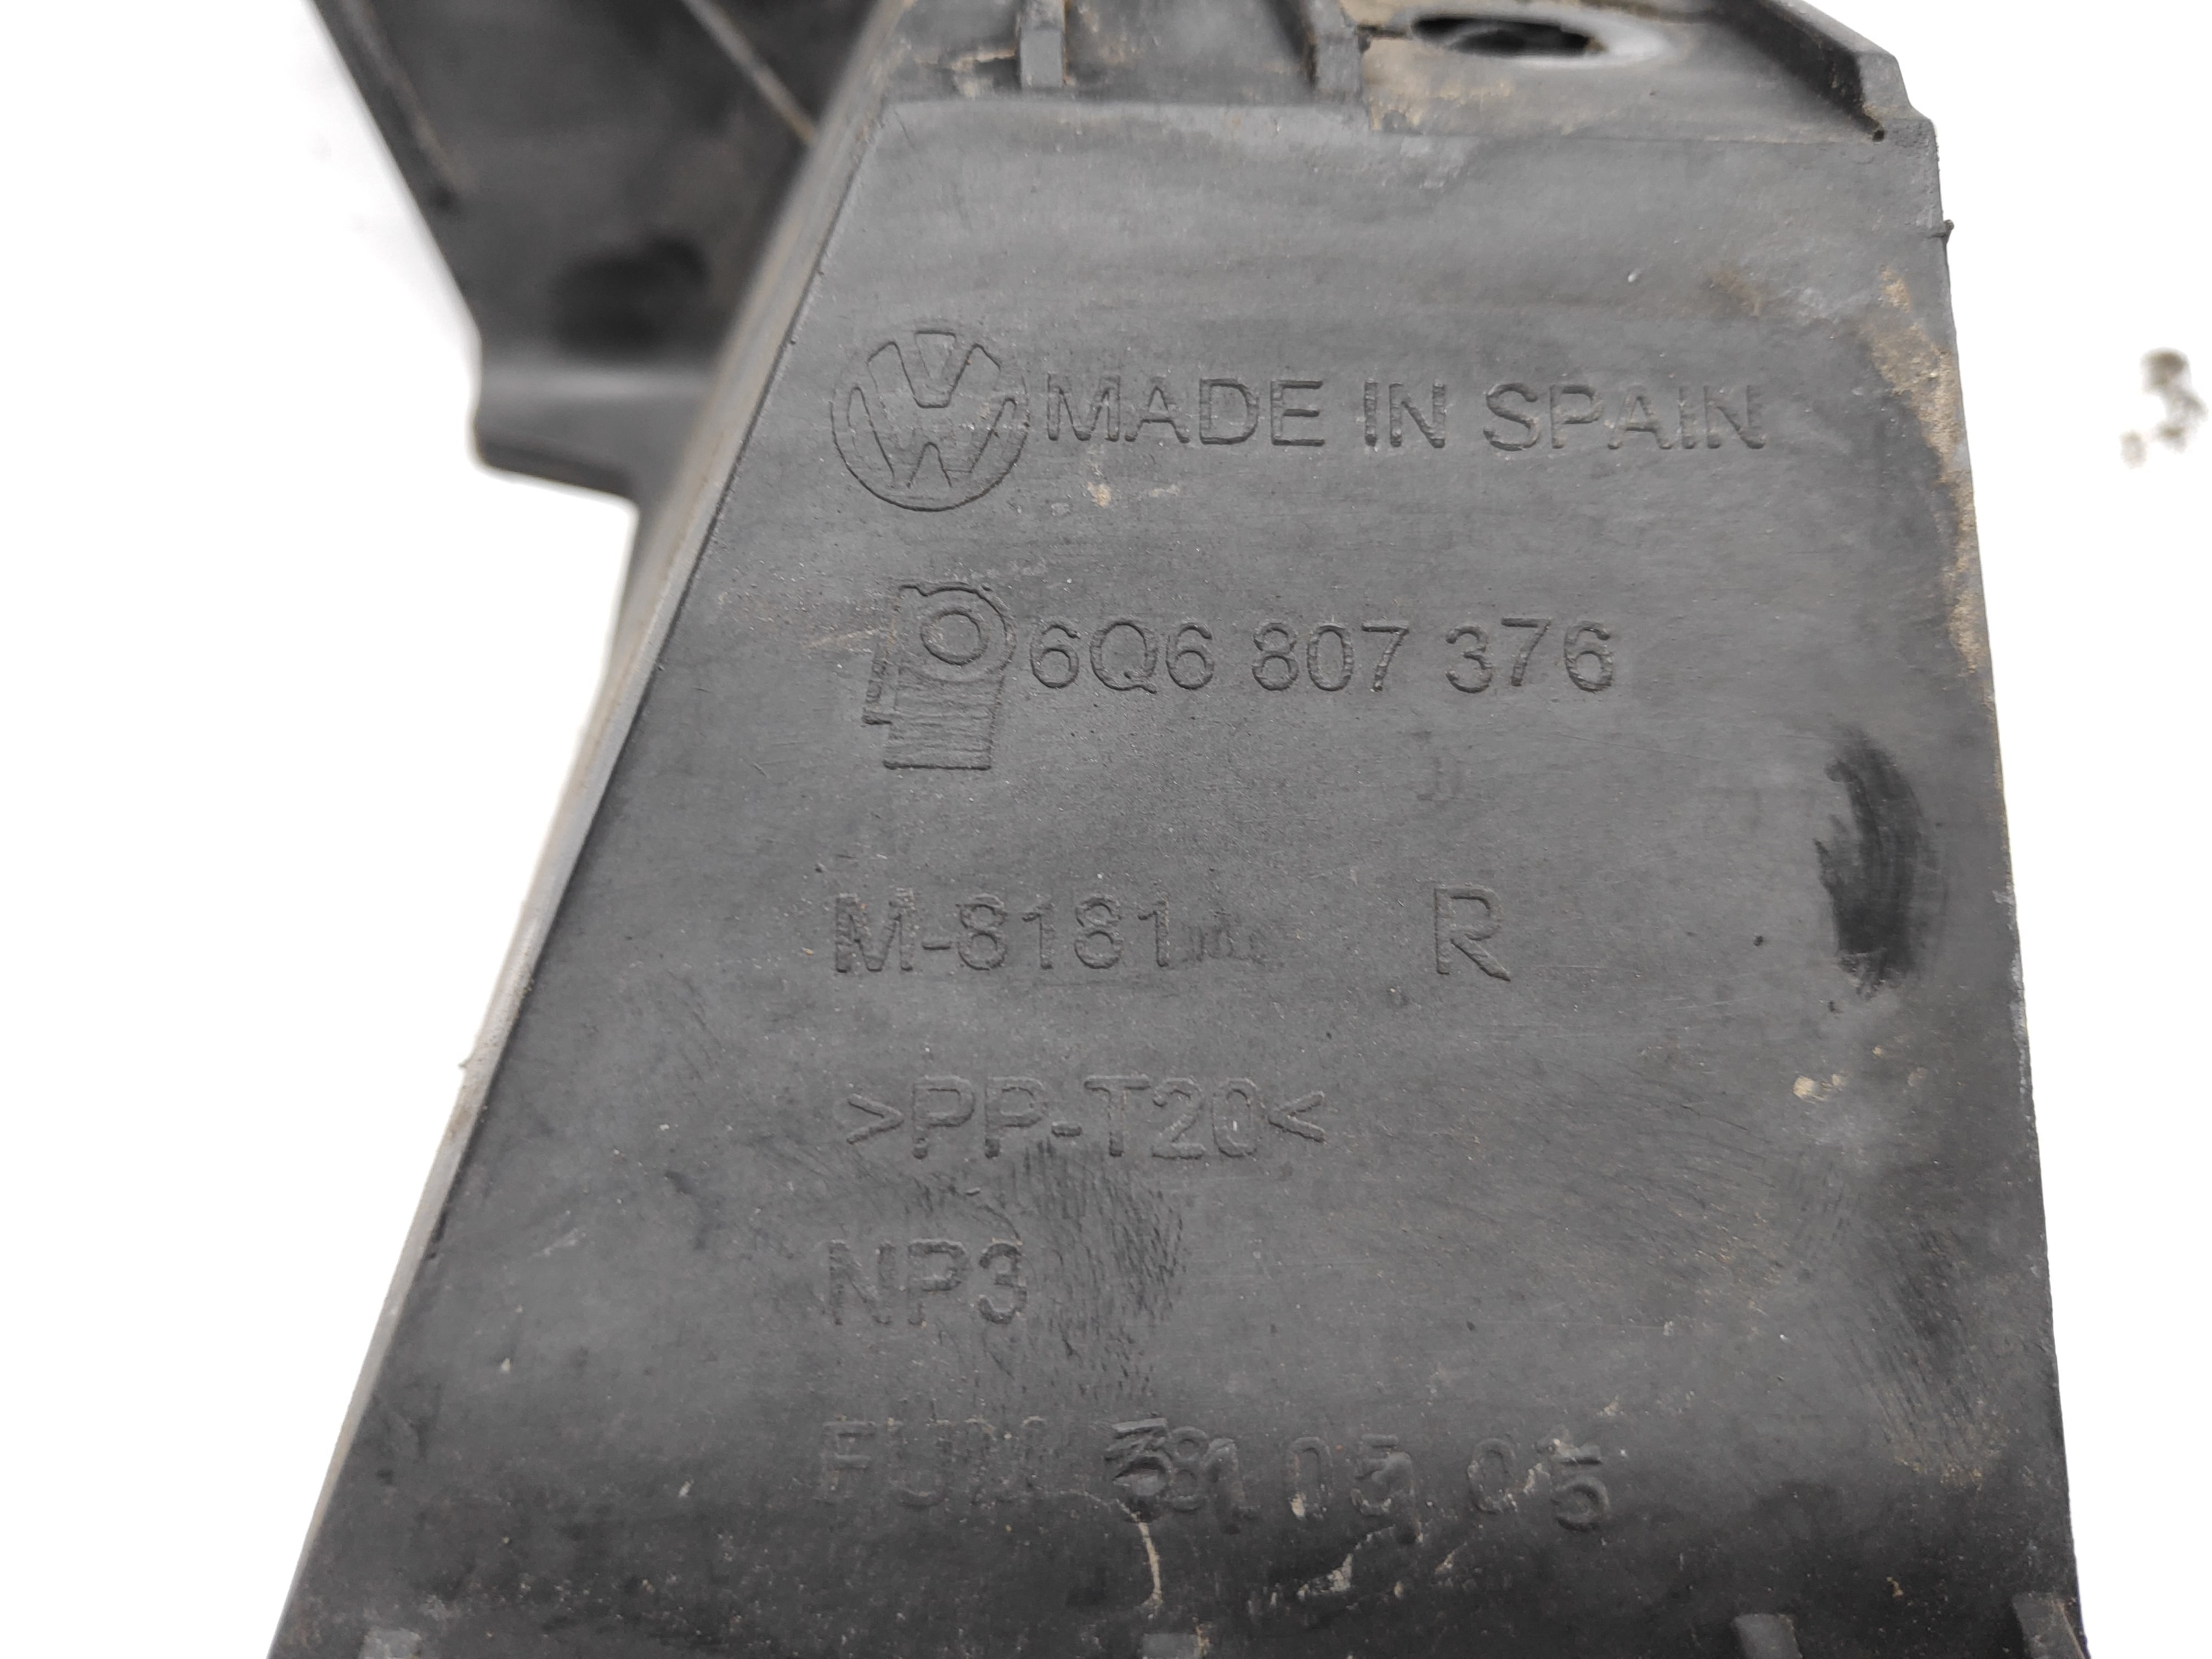 MADE IN SPAIN
6Q6 807 376
M-8181 R
>PP-T20<
NP3